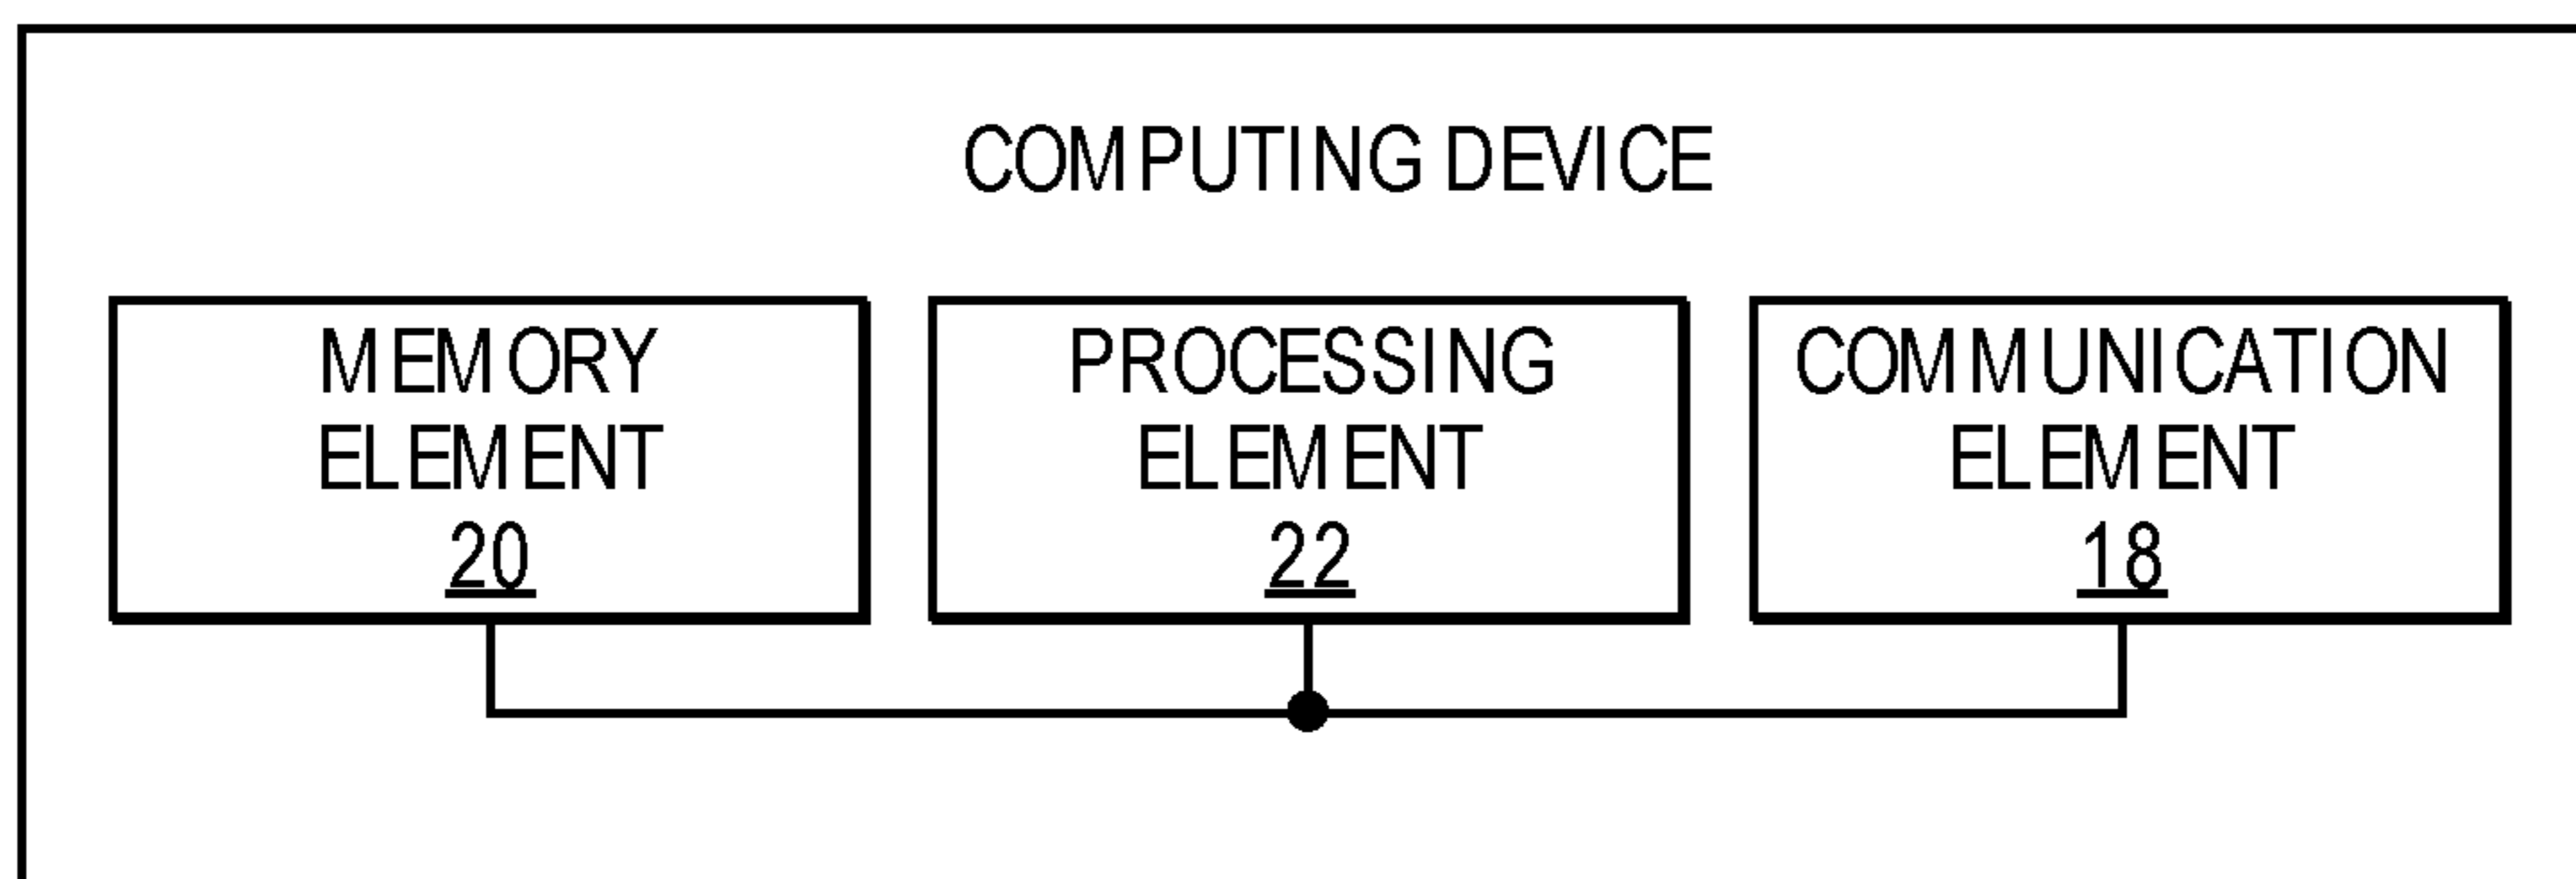 COMPUTING DEVICE
MEMORY
ELEMENT
20
PROCESSING
ELEMENT
22
COMMUNICATION
ELEMENT
18